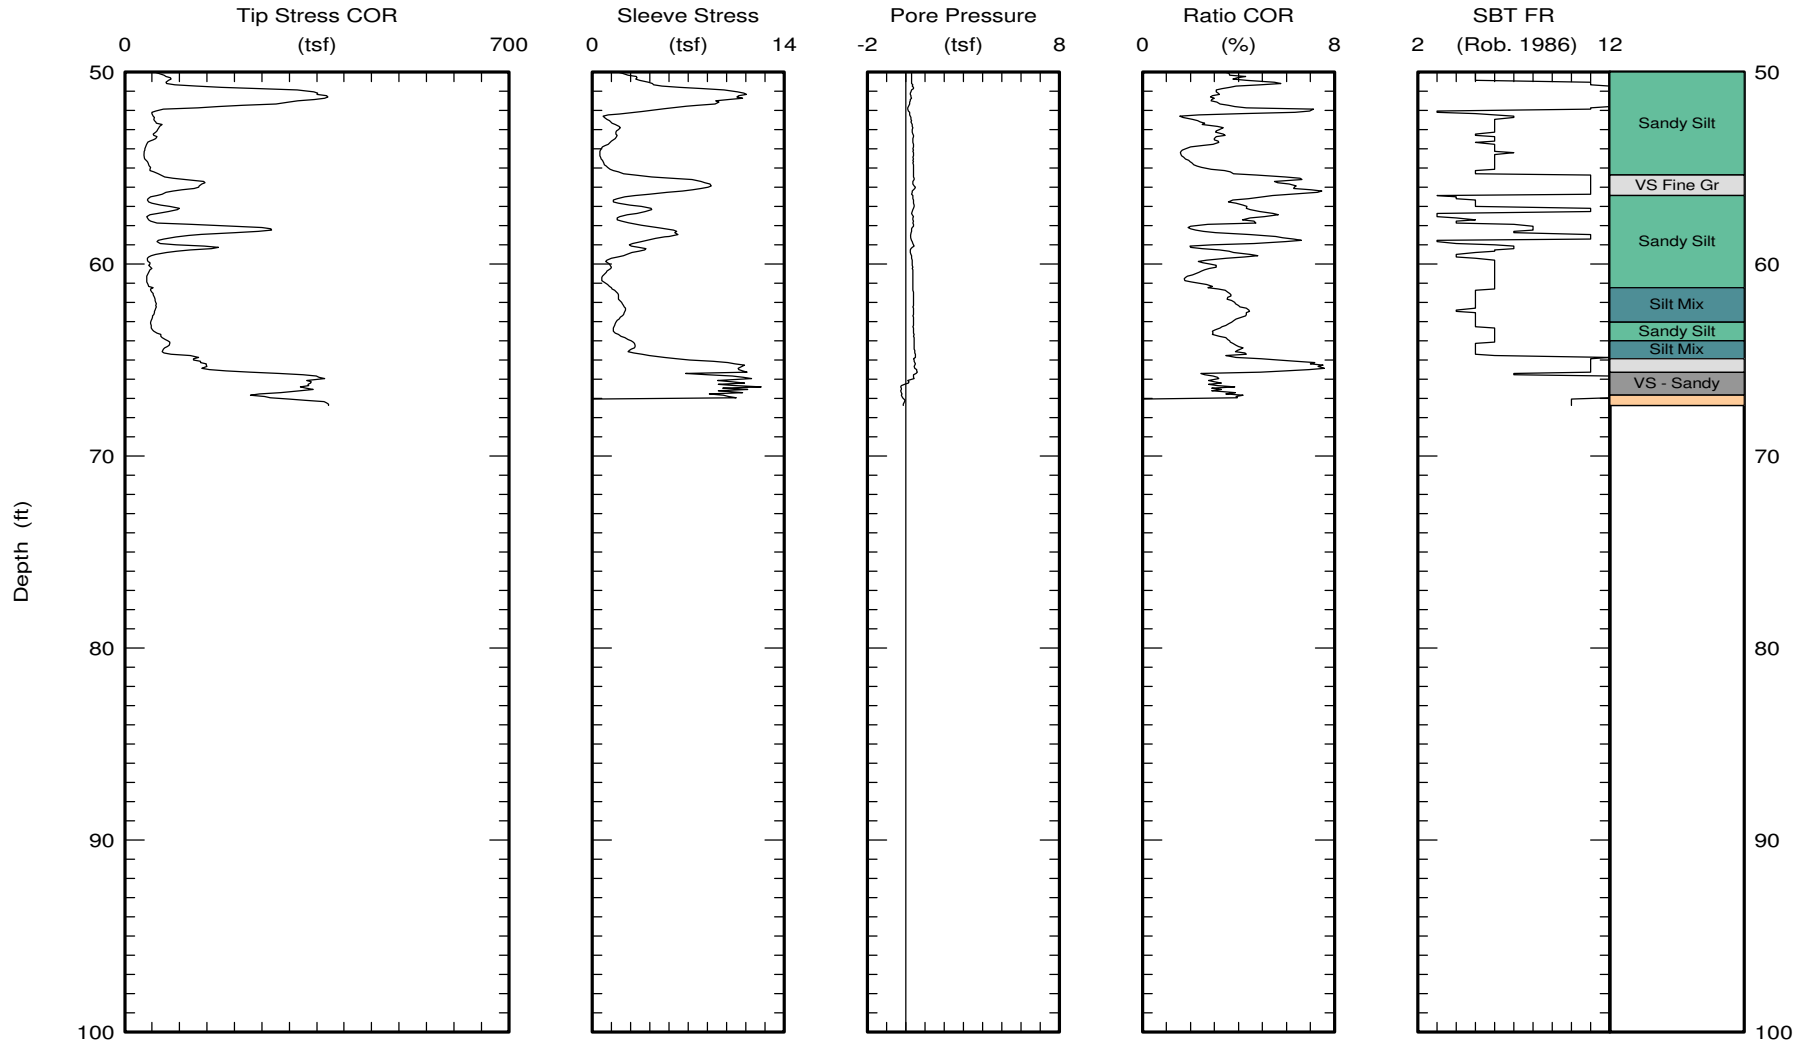 Tip Stress COR Sleeve Stress Pore Pressure Ratio COR SBT FR
0 (tsf) 700 0 (tsf) 14 -2 (tsf) 8 0 (%) 8 2 (Rob. 1986) 12
50 50
Sandy Silt
VS Fine Gr
Sandy Silt
60 60
Silt Mix
Sandy Silt
Silt Mix
VS - Sandy
70 70
Depth (ft)
80 80
90 90
100 100